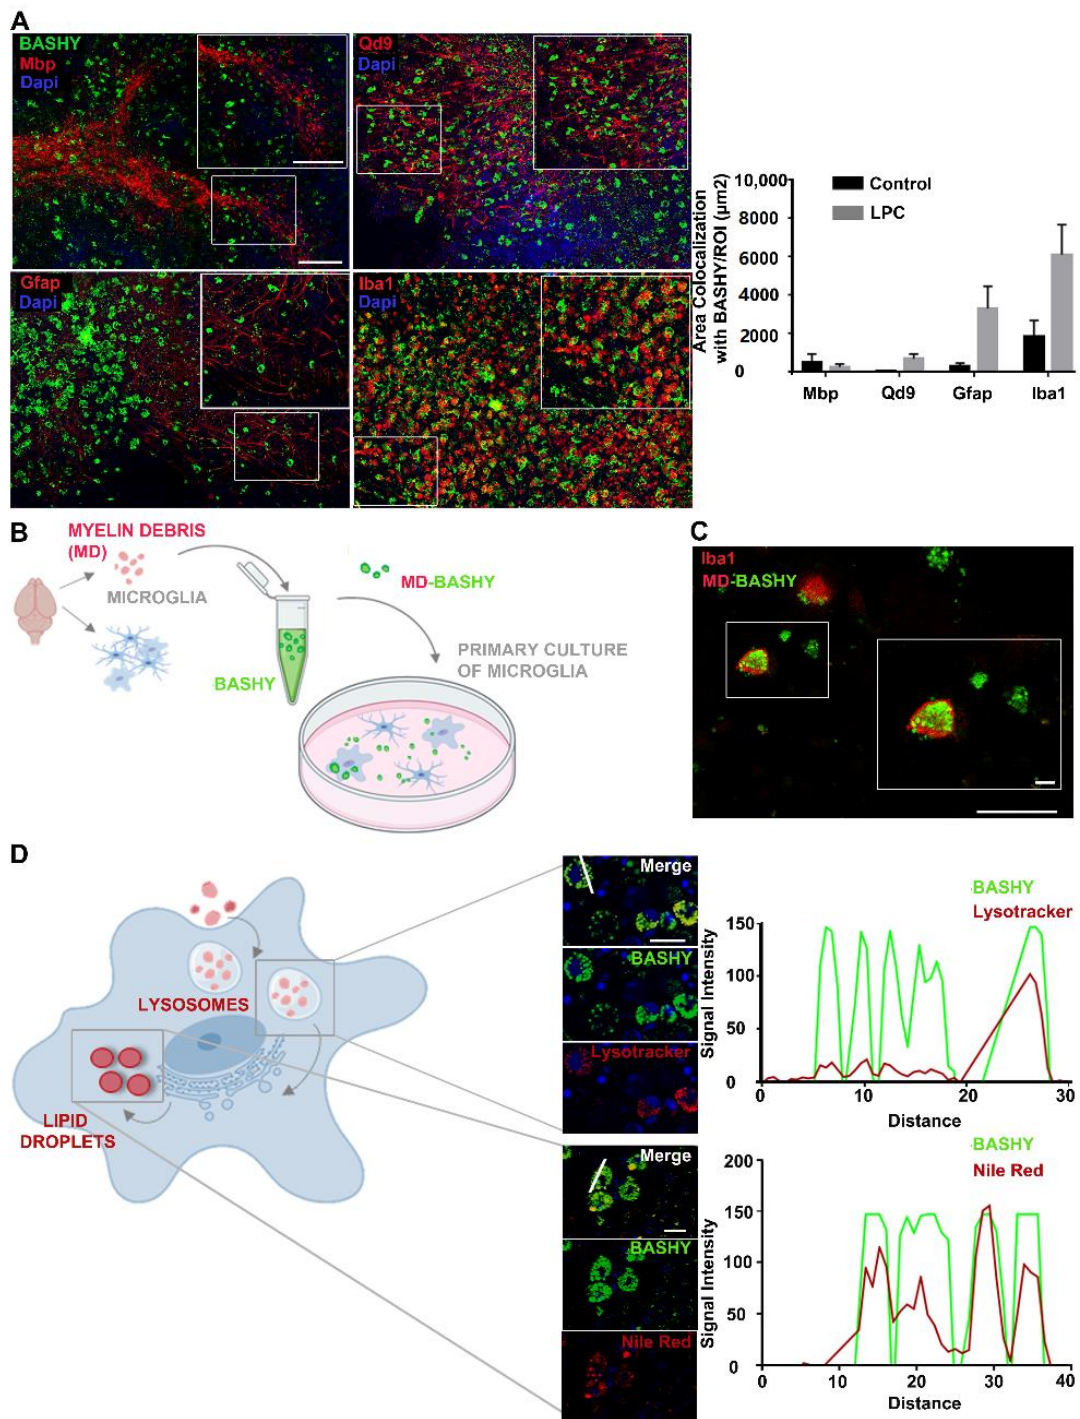 A
BASHY
Mbp
Dapi
Qd9
Dapi
Gfap
Dapi
Iba1
Dapi
Area Colocalization
with BASHY/ROI (µm2)
10,000
8000
6000
4000
2000
0
Control
LPC
Mbp
Qd9
Gfap
Iba1
B
MYELIN DEBRIS
(MD)
MICROGLIA
BASHY
MD-BASHY
PRIMARY CULTURE
OF MICROGLIA
C
Iba1
MD-BASHY
D
LYSOSOMES
LIPID
DROPLETS
Merge
BASHY
Lysotracker
BASHY
Lysotracker
Signal Intensity
150
100
50
0
0
10
20
30
Distance
Merge
BASHY
Nile Red
BASHY
Nile Red
Signal Intensity
200
150
100
50
0
0
10
20
30
40
Distance